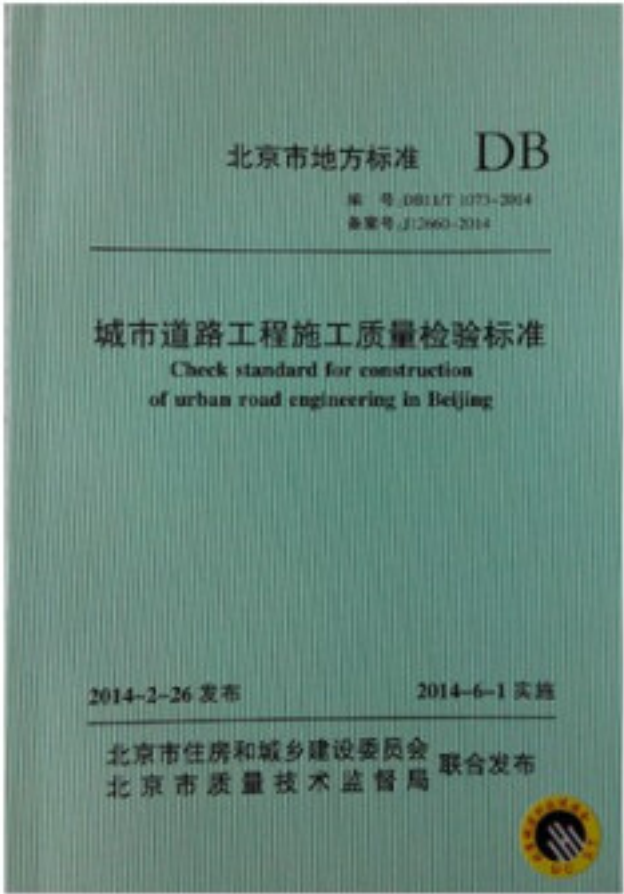 北京市地方标准 DB
编 号:DB11/T 1073-2014
备案号:J12660-2014
城市道路工程施工质量检验标准
Check standard for construction
of urban road engineering in Beijing
2014-2-26 发布 2014-6-1 实施
北京市住房和城乡建设委员会
北京市质量技术监督局
联合发布